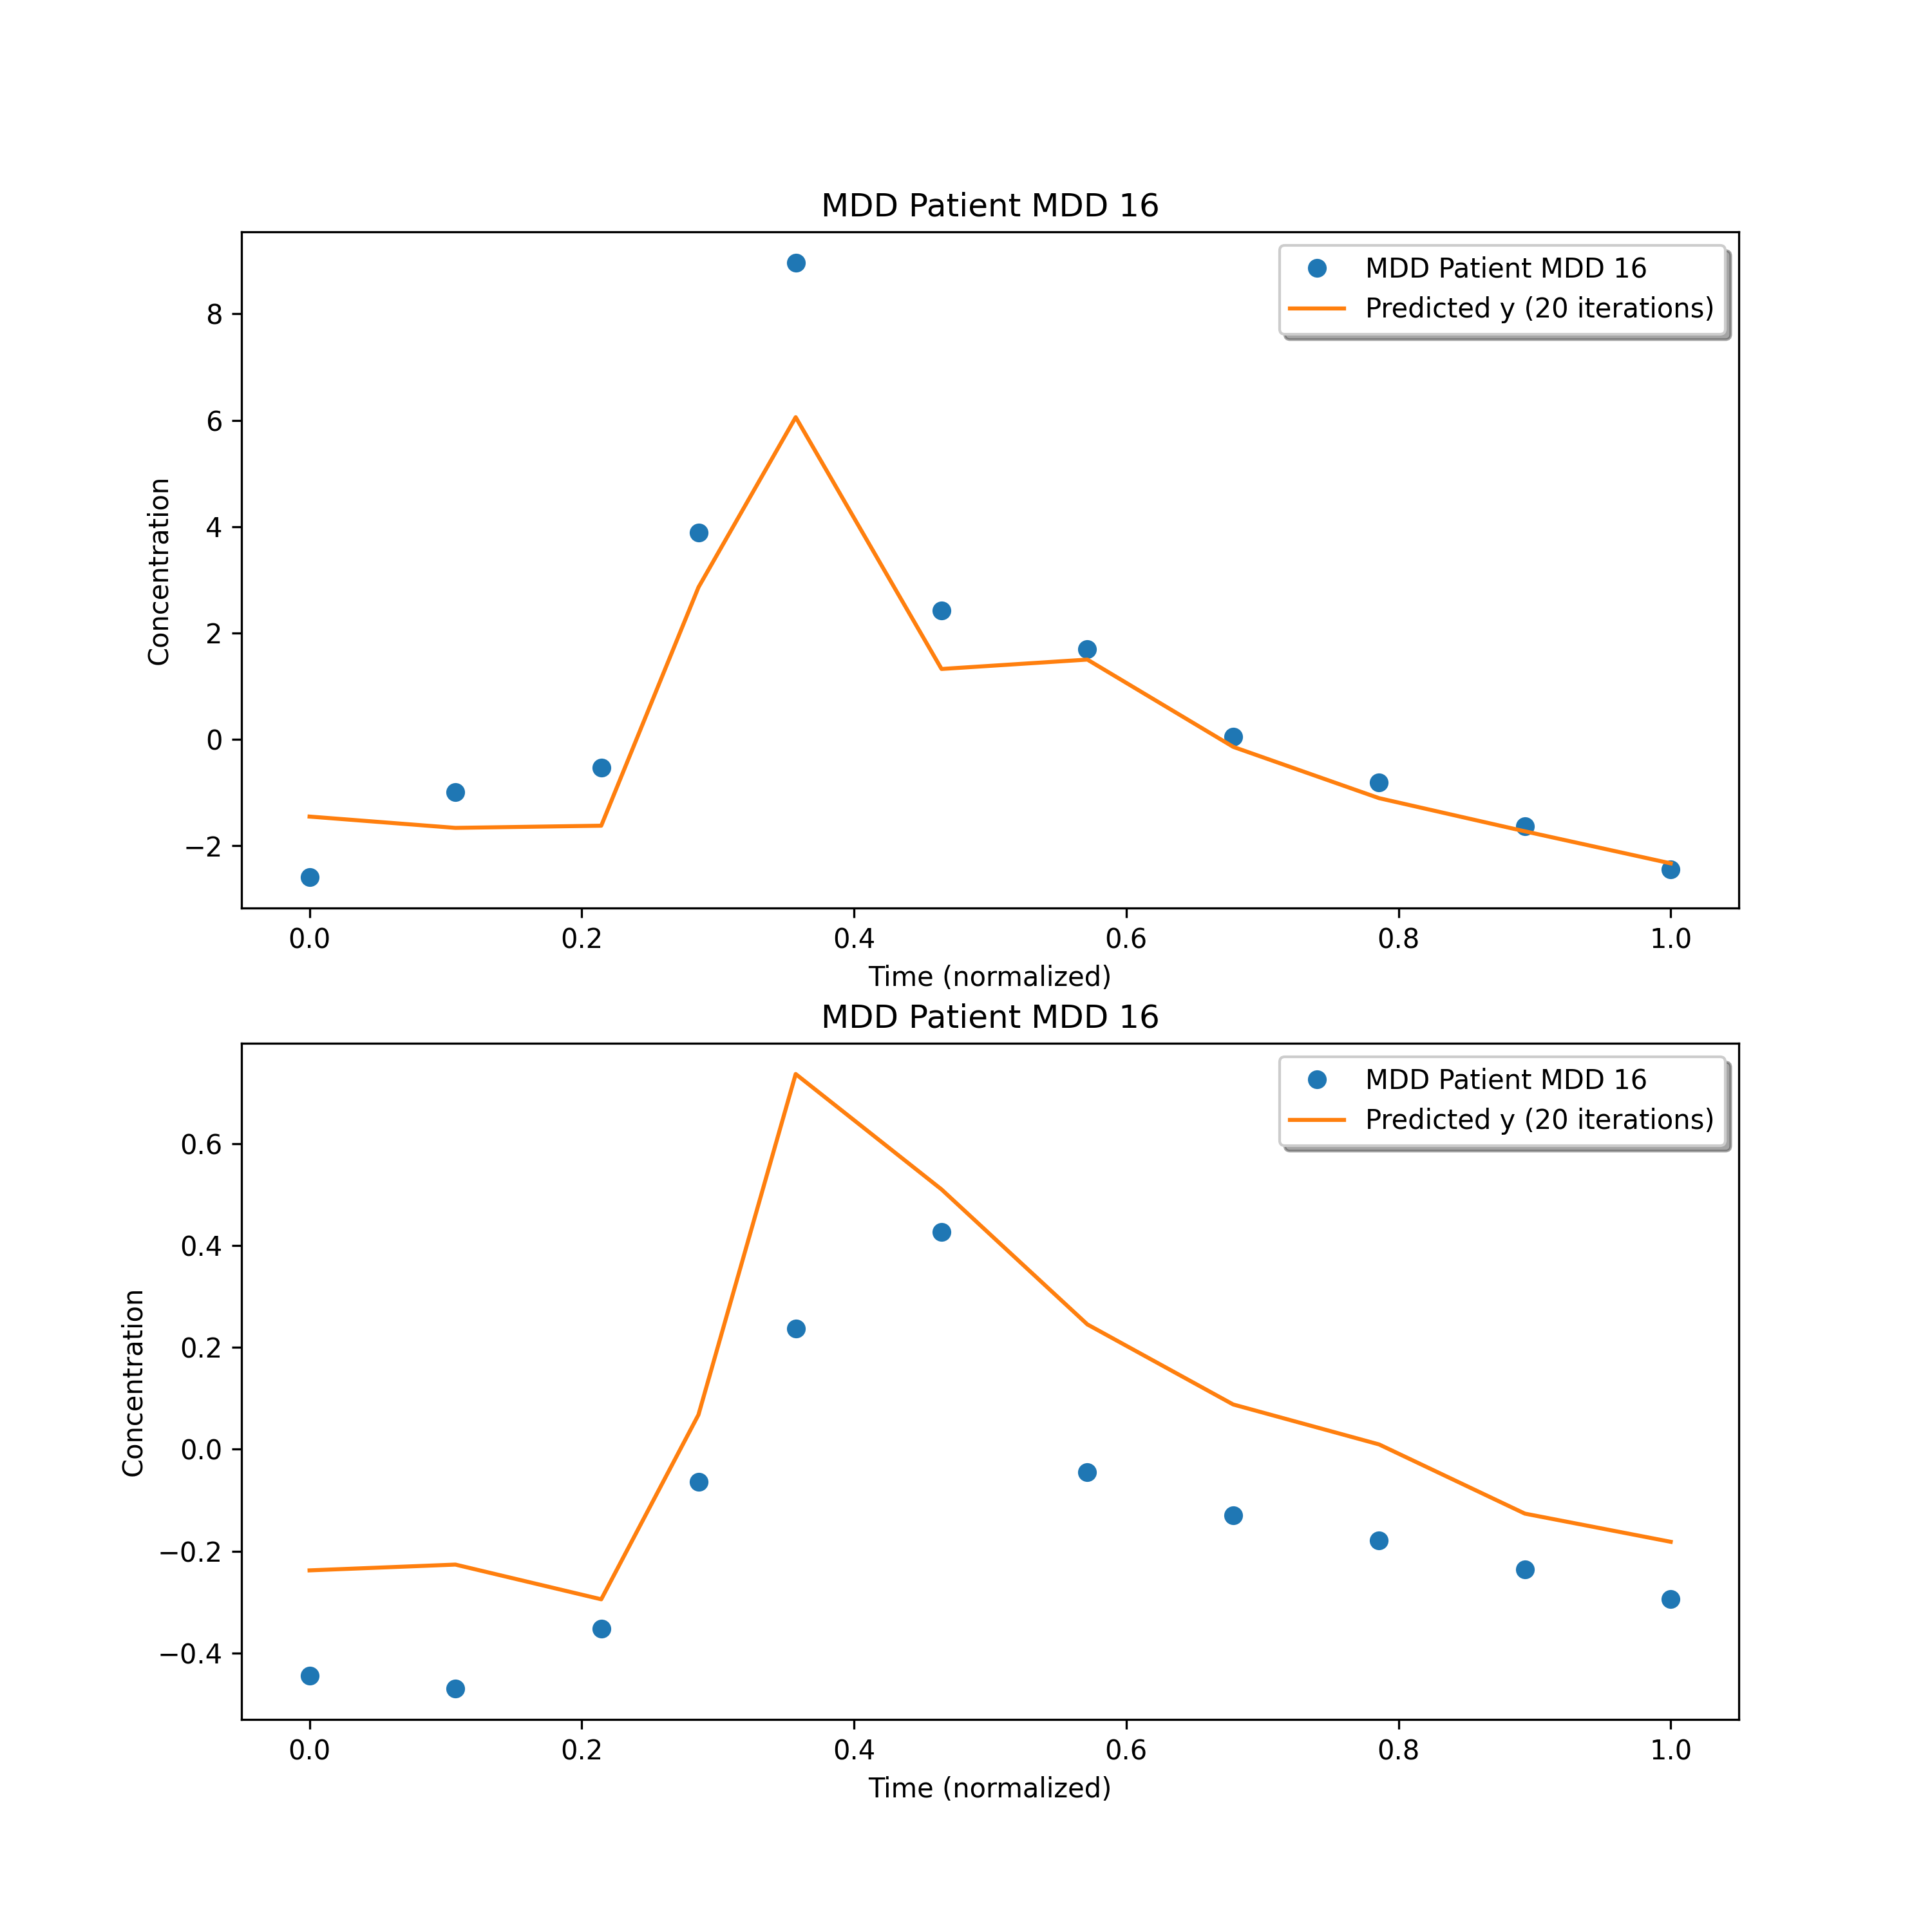 MDD Patient MDD 16
MDD Patient MDD 16
Predicted y (20 iterations)
8
6
4
2
0
−2
Concentration
0.0 0.2 0.4 0.6 0.8 1.0
Time (normalized)
MDD Patient MDD 16
MDD Patient MDD 16
Predicted y (20 iterations)
0.6
0.4
0.2
0.0
−0.2
−0.4
Concentration
0.0 0.2 0.4 0.6 0.8 1.0
Time (normalized)